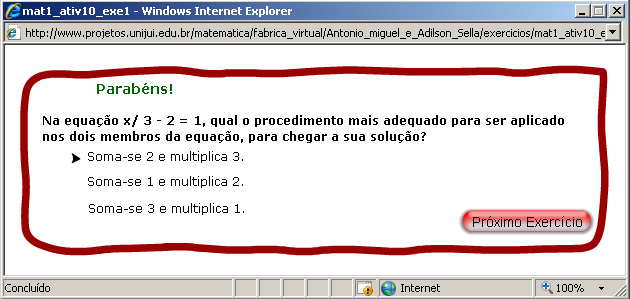 mat1_ativ10_exe1 - Windows Internet Explorer
http://www.projetos.unijui.edu.br/matematica/fabrica_virtual/Antonio_miguel_e_Adilson_Sella/exercicios/mat1_ativ10_e
Parabéns!
Na equação x/ 3 - 2 = 1, qual o procedimento mais adequado para ser aplicado
nos dois membros da equação, para chegar a sua solução?
Soma-se 2 e multiplica 3.
Soma-se 1 e multiplica 2.
Soma-se 3 e multiplica 1.
Próximo Exercício
Concluído Internet 100%